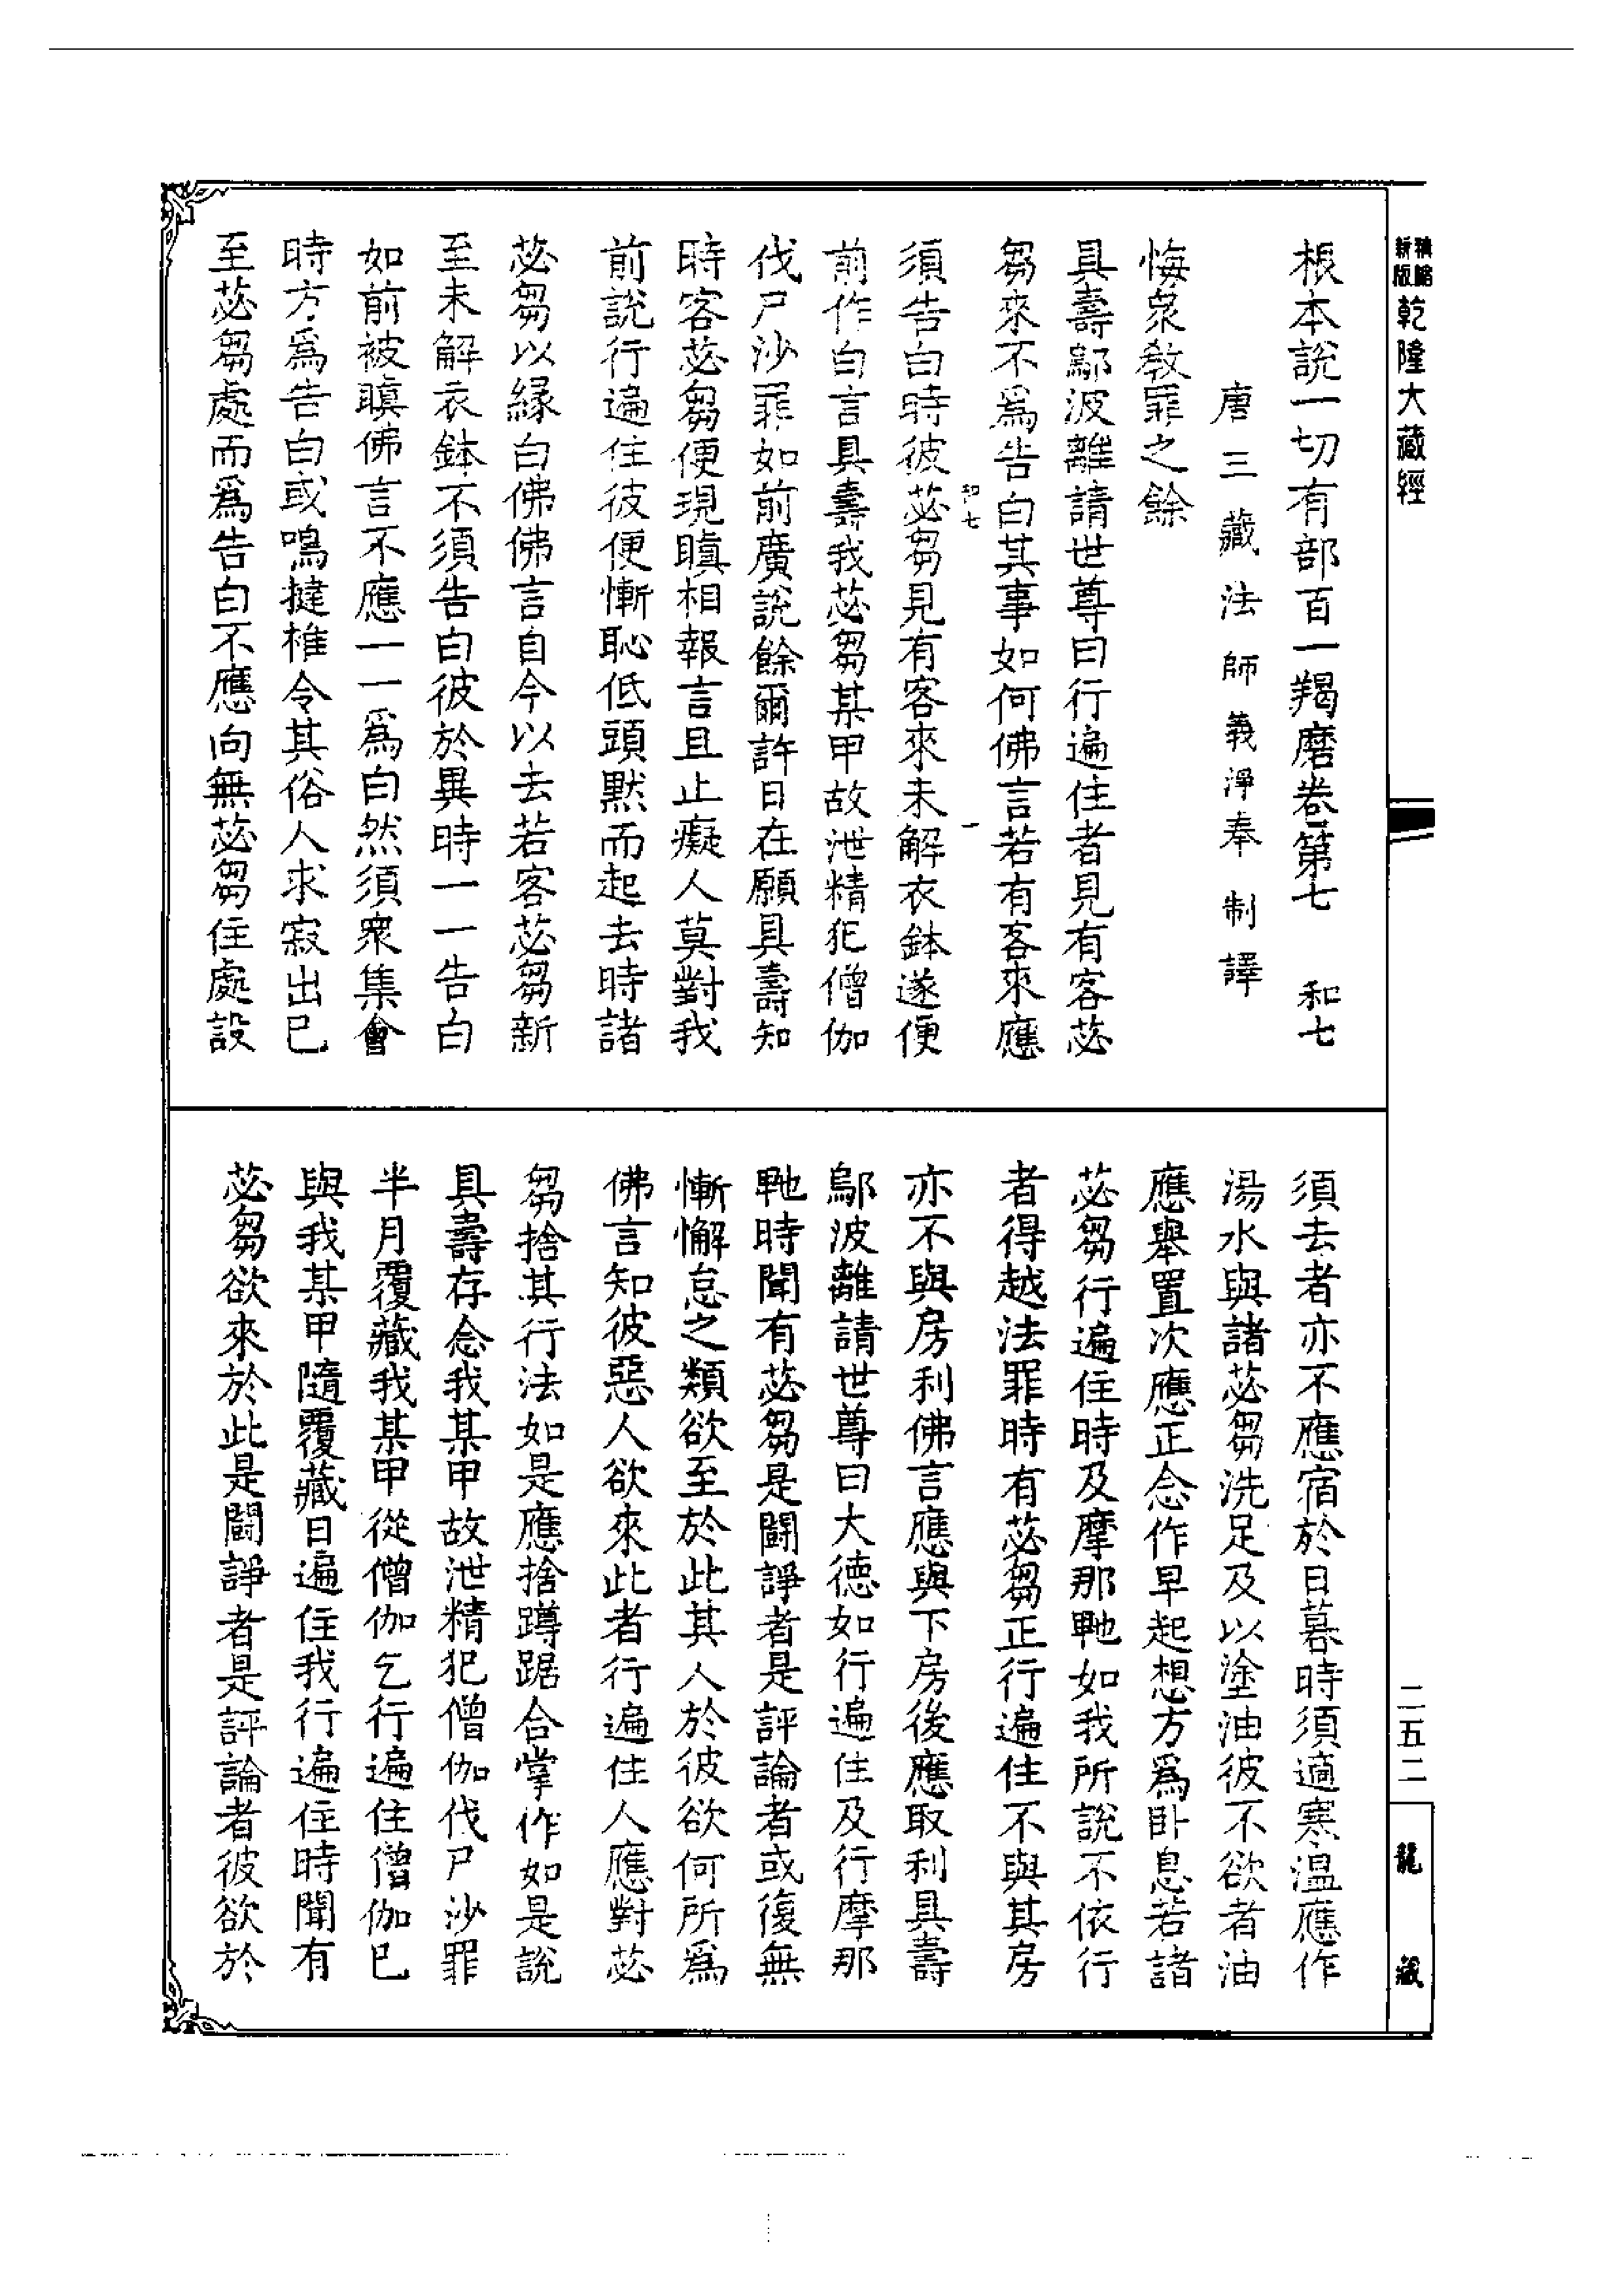 新版
乾隆大藏經
根本說一切有部百一羯磨卷第七 和七
唐三藏法師義淨奉制譯
悔衆教罪之餘
具壽鄔波離請世尊曰行遍住者見有客苾
芻來不爲告白其事如何佛言若有客來應
和七
一
須告白時彼苾芻見有客來未解衣鉢遂便
前作白言具壽我苾芻某甲故泄精犯僧伽
伐尸沙罪如前廣說餘爾許日在願具壽知
時客苾芻便現瞋相報言且止癡人莫對我
前說行遍住彼便慚恥低頭默而起去時諸
苾芻以緣白佛佛言自今以去若客苾芻新
至未解衣鉢不須告白彼於異時一一告白
如前被瞋佛言不應一一爲白然須衆集會
時方爲告白或鳴揵椎令其俗人求寂出已
至苾芻處而爲告白不應向無苾芻住處設
須去者亦不應宿於日暮時須適寒溫應作
湯水與諸苾芻洗足及以塗油彼不欲者油
應舉置次應正念作早起想方爲卧息若諸
苾芻行遍住時及摩那𭷹如我所說不依行
者得越法罪時有苾芻正行遍住不與其房
亦不與房利佛言應與下房後應取利具壽
鄔波離請世尊曰大德如行遍住及行摩那
𭷹時聞有苾芻是鬪諍者是評論者或復無
慚懈怠之類欲至於此其人於彼欲何所爲
佛言知彼惡人欲來此者行遍住人應對苾
芻捨其行法如是應捨蹲踞合掌作如是說
具壽存念我某甲故泄精犯僧伽伐尸沙罪
半月覆藏我某甲從僧伽乞行遍住僧伽已
與我某甲隨覆藏日遍住我行遍住時聞有
苾芻欲來於此是鬪諍者是評論者彼欲於
二五二
龍藏